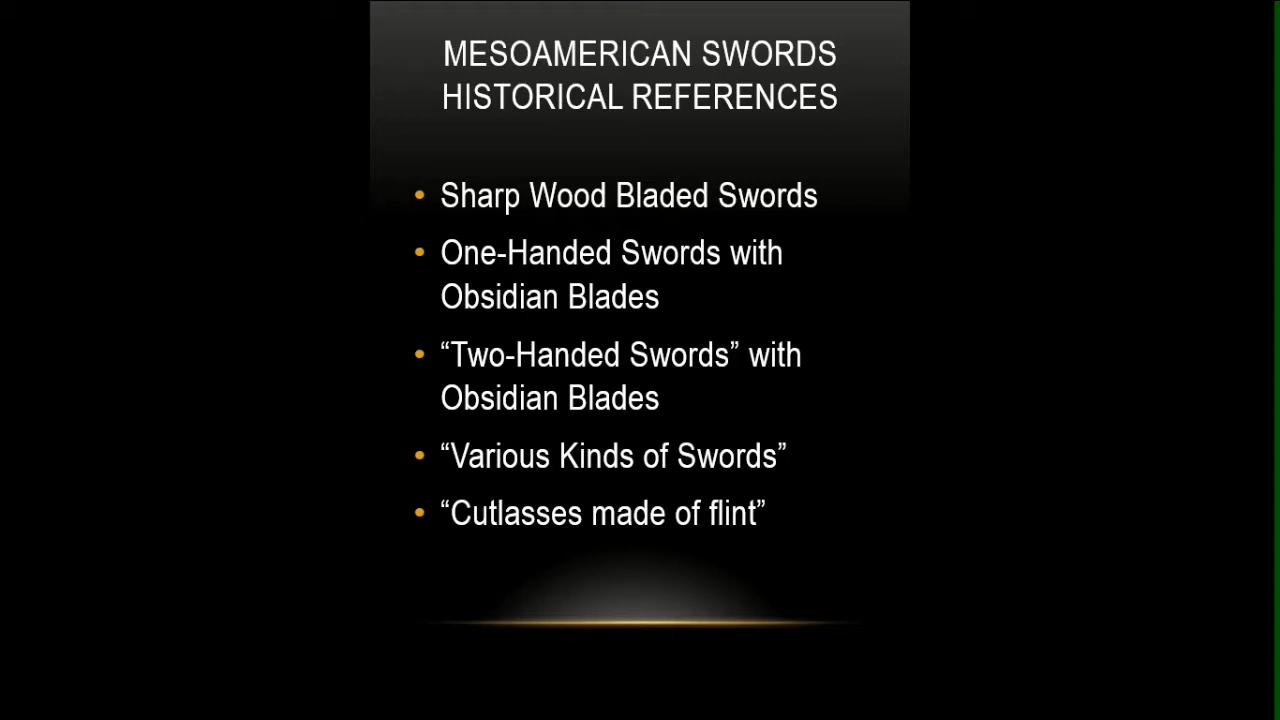 MESOAMERICAN SWORDS
HISTORICAL REFERENCES
• Sharp Wood Bladed Swords
• One-Handed Swords with
Obsidian Blades
• “Two-Handed Swords” with
Obsidian Blades
• “Various Kinds of Swords”
• “Cutlasses made of flint”